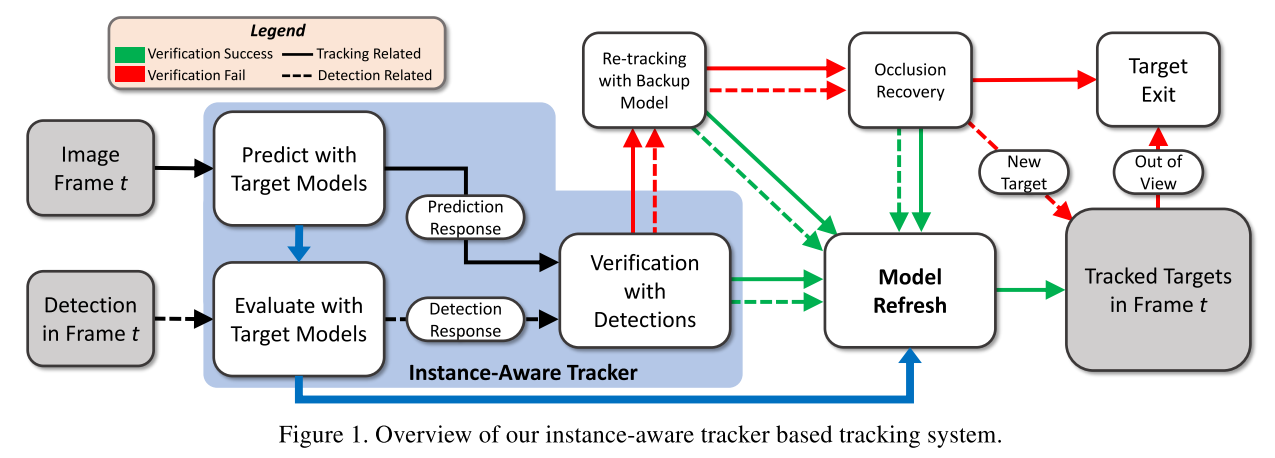 Legend
Verification Success
Tracking Related
Verification Fail
Detection Related
Image
Frame t
Predict with
Target Models
Prediction
Response
Detection
in Frame t
Evaluate with
Target Models
Detection
Response
Instance-Aware Tracker
Verification
with
Detections
Re-tracking
with Backup
Model
Occlusion
Recovery
Target
Exit
New
Target
Out of
View
Model
Refresh
Tracked Targets
in Frame t
Figure 1. Overview of our instance-aware tracker based tracking system.